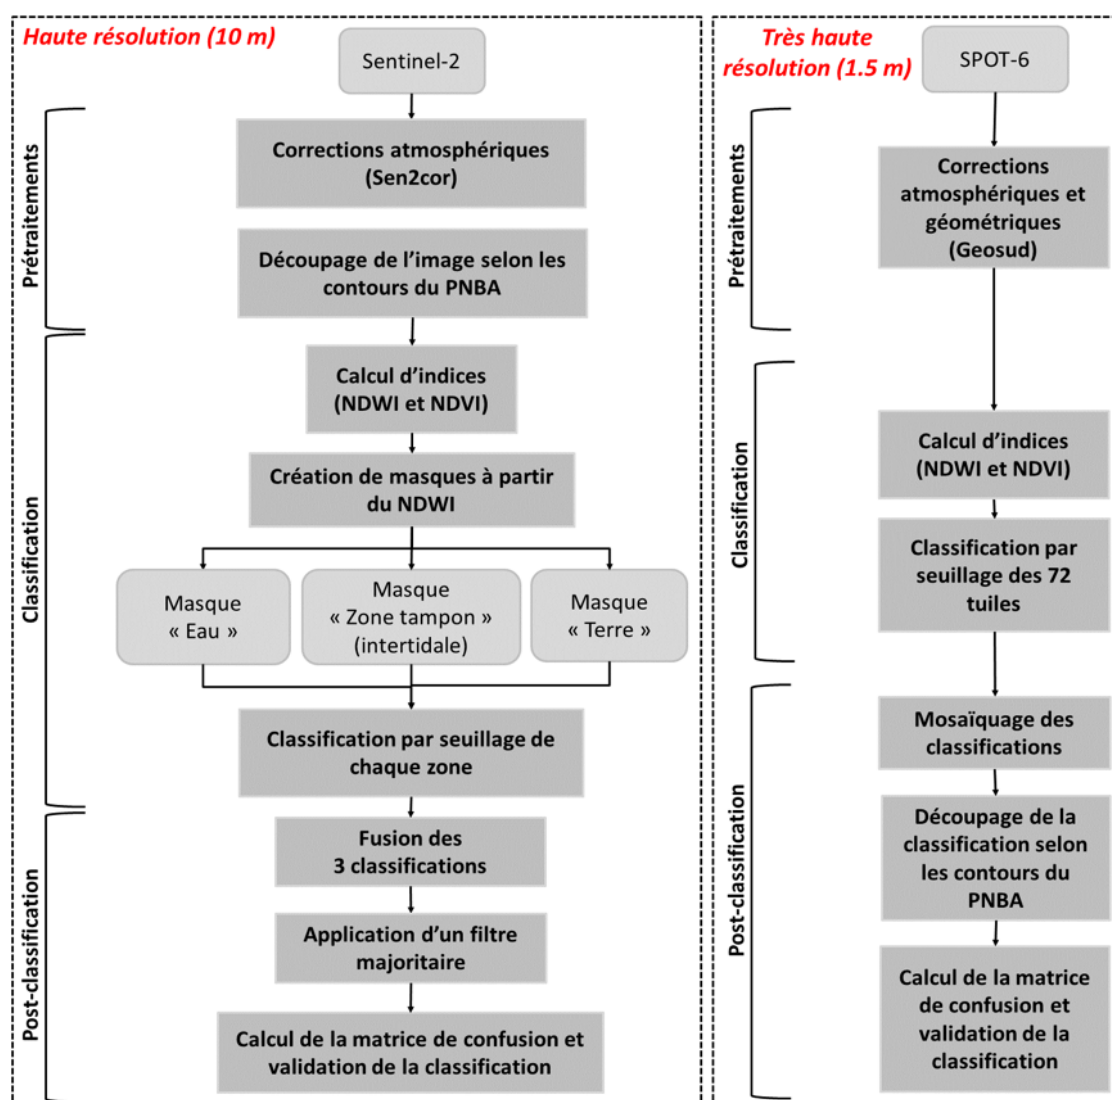 Haute résolution (10 m)
Sentinel-2
Prétraitements
Corrections atmosphériques
(Sen2cor)
Découpage de l'image selon les
contours du PNBA
Classification
Calcul d'indices
(NDWI et NDVI)
Création de masques à partir
du NDWI
Masque
« Eau »
Masque
« Zone tampon »
(intertidale)
Masque
« Terre »
Classification par seuillage de
chaque zone
Post-classification
Fusion des
3 classifications
Application d'un filtre
majoritaire
Calcul de la matrice de confusion et
validation de la classification
Très haute
résolution (1.5 m)
SPOT-6
Prétraitements
Corrections
atmosphériques et
géométriques
(Geosud)
Classification
Calcul d'indices
(NDWI et NDVI)
Classification par
seuillage des 72
tuiles
Post-classification
Mosaïquage des
classifications
Découpage de la
classification selon
les contours du
PNBA
Calcul de la matrice
de confusion et
validation de la
classification